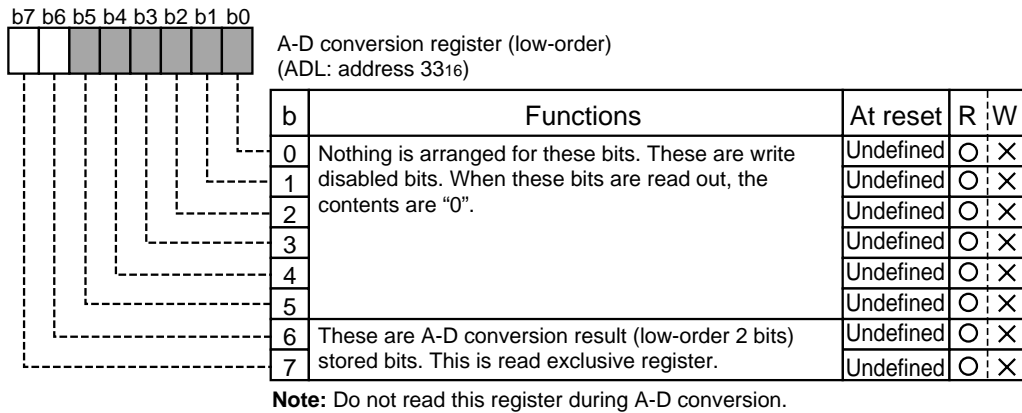 b7 b6 b5 b4 b3 b2 b1 b0
A-D conversion register (low-order)
(ADL: address 33₁₆)
b Functions At reset R W
0 Nothing is arranged for these bits. These are write Undefined O ×
1 disabled bits. When these bits are read out, the Undefined O ×
2 contents are “0”. Undefined O ×
3 Undefined O ×
4 Undefined O ×
5 Undefined O ×
6 These are A-D conversion result (low-order 2 bits) Undefined O ×
7 stored bits. This is read exclusive register. Undefined O ×
Note: Do not read this register during A-D conversion.